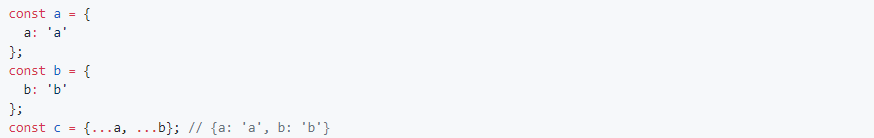 const a = {
  a: 'a'
};
const b = {
  b: 'b'
};
const c = {...a, ...b}; // {a: 'a', b: 'b'}